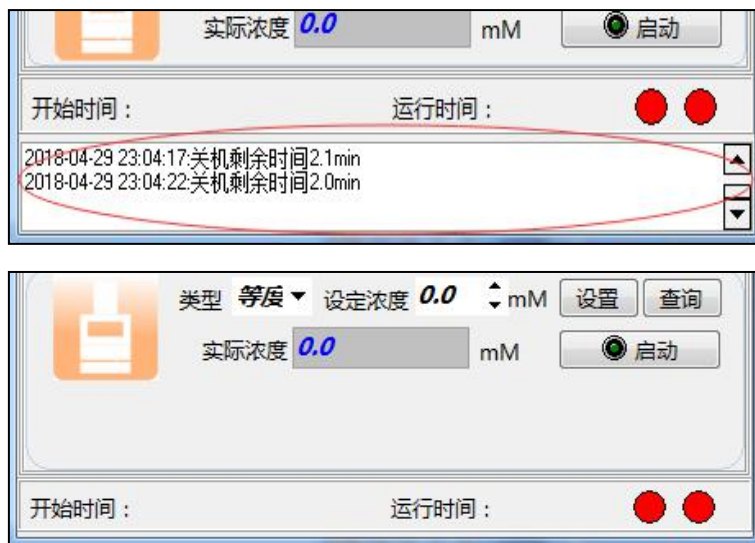 实际浓度 0.0 mM 启动
开始时间： 运行时间：
2018-04-29 23:04:17:关机剩余时间2.1min
2018-04-29 23:04:22:关机剩余时间2.0min
类型 等度 设定浓度 0.0 mM 设置 查询
实际浓度 0.0 mM 启动
开始时间： 运行时间：